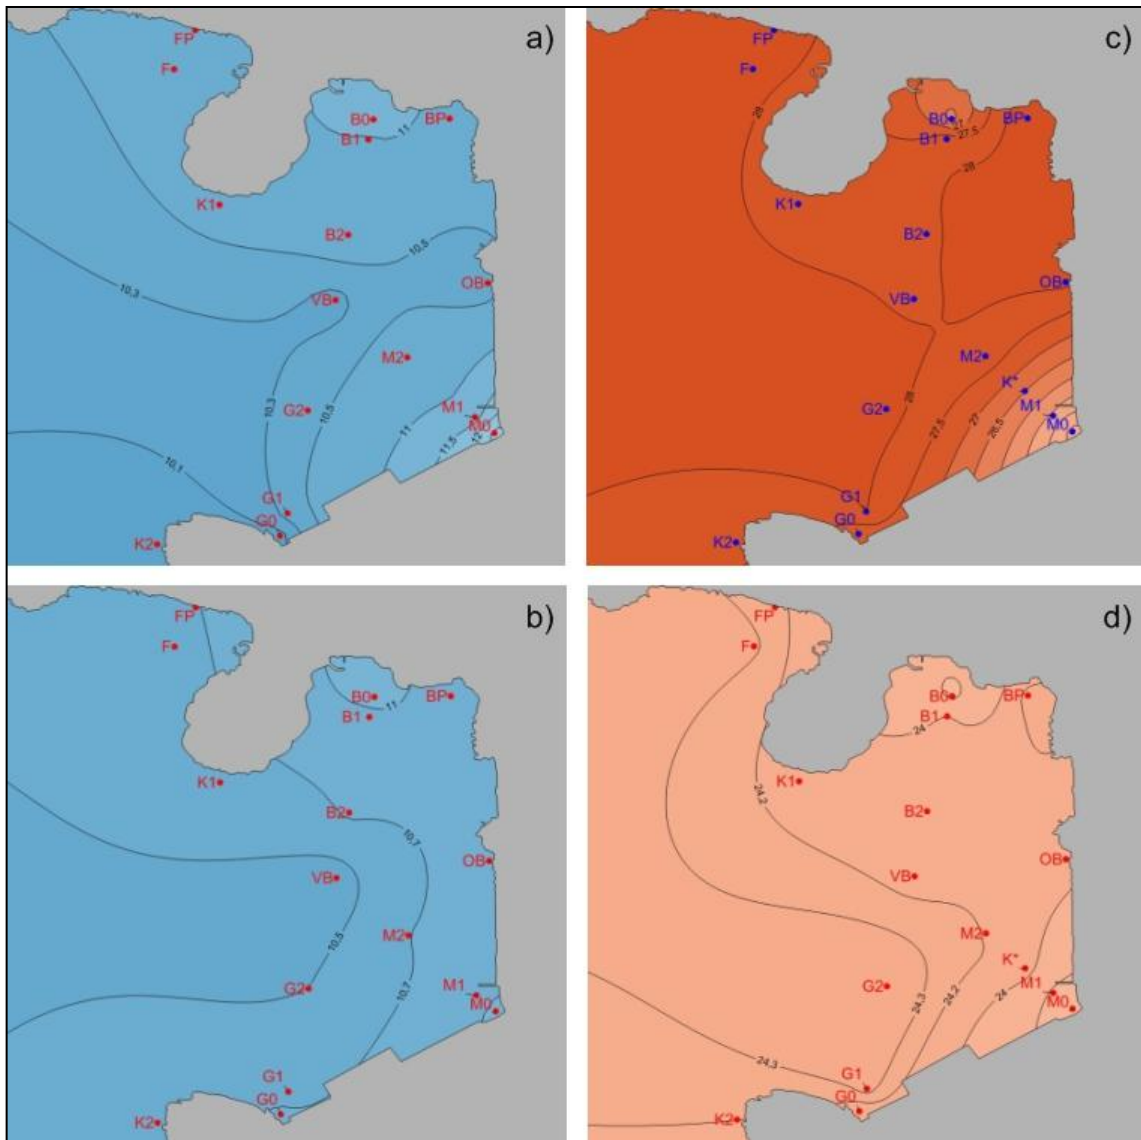 a)
FP
F
B0
BP
11
B1
K1
B2
10,5
10,3
OB
VB
M2
10,3
10,5
G2
M1
11
M0
11,5
12
10,1
G1
G0
K2
c)
FP
F
28
B0
27
BP
B1
27,5
28
K1
B2
OB
VB
M2
K*
28
G2
27,5
27
M1
M0
26,5
G1
G0
K2
b)
FP
F
B0
BP
11
B1
K1
B2
10,7
OB
VB
10,5
M2
G2
M1
10,7
M0
G1
G0
K2
d)
FP
F
B0
BP
B1
24
K1
24,2
B2
OB
VB
M2
K*
G2
M1
24
24,2
24,3
M0
24,3
G1
G0
K2